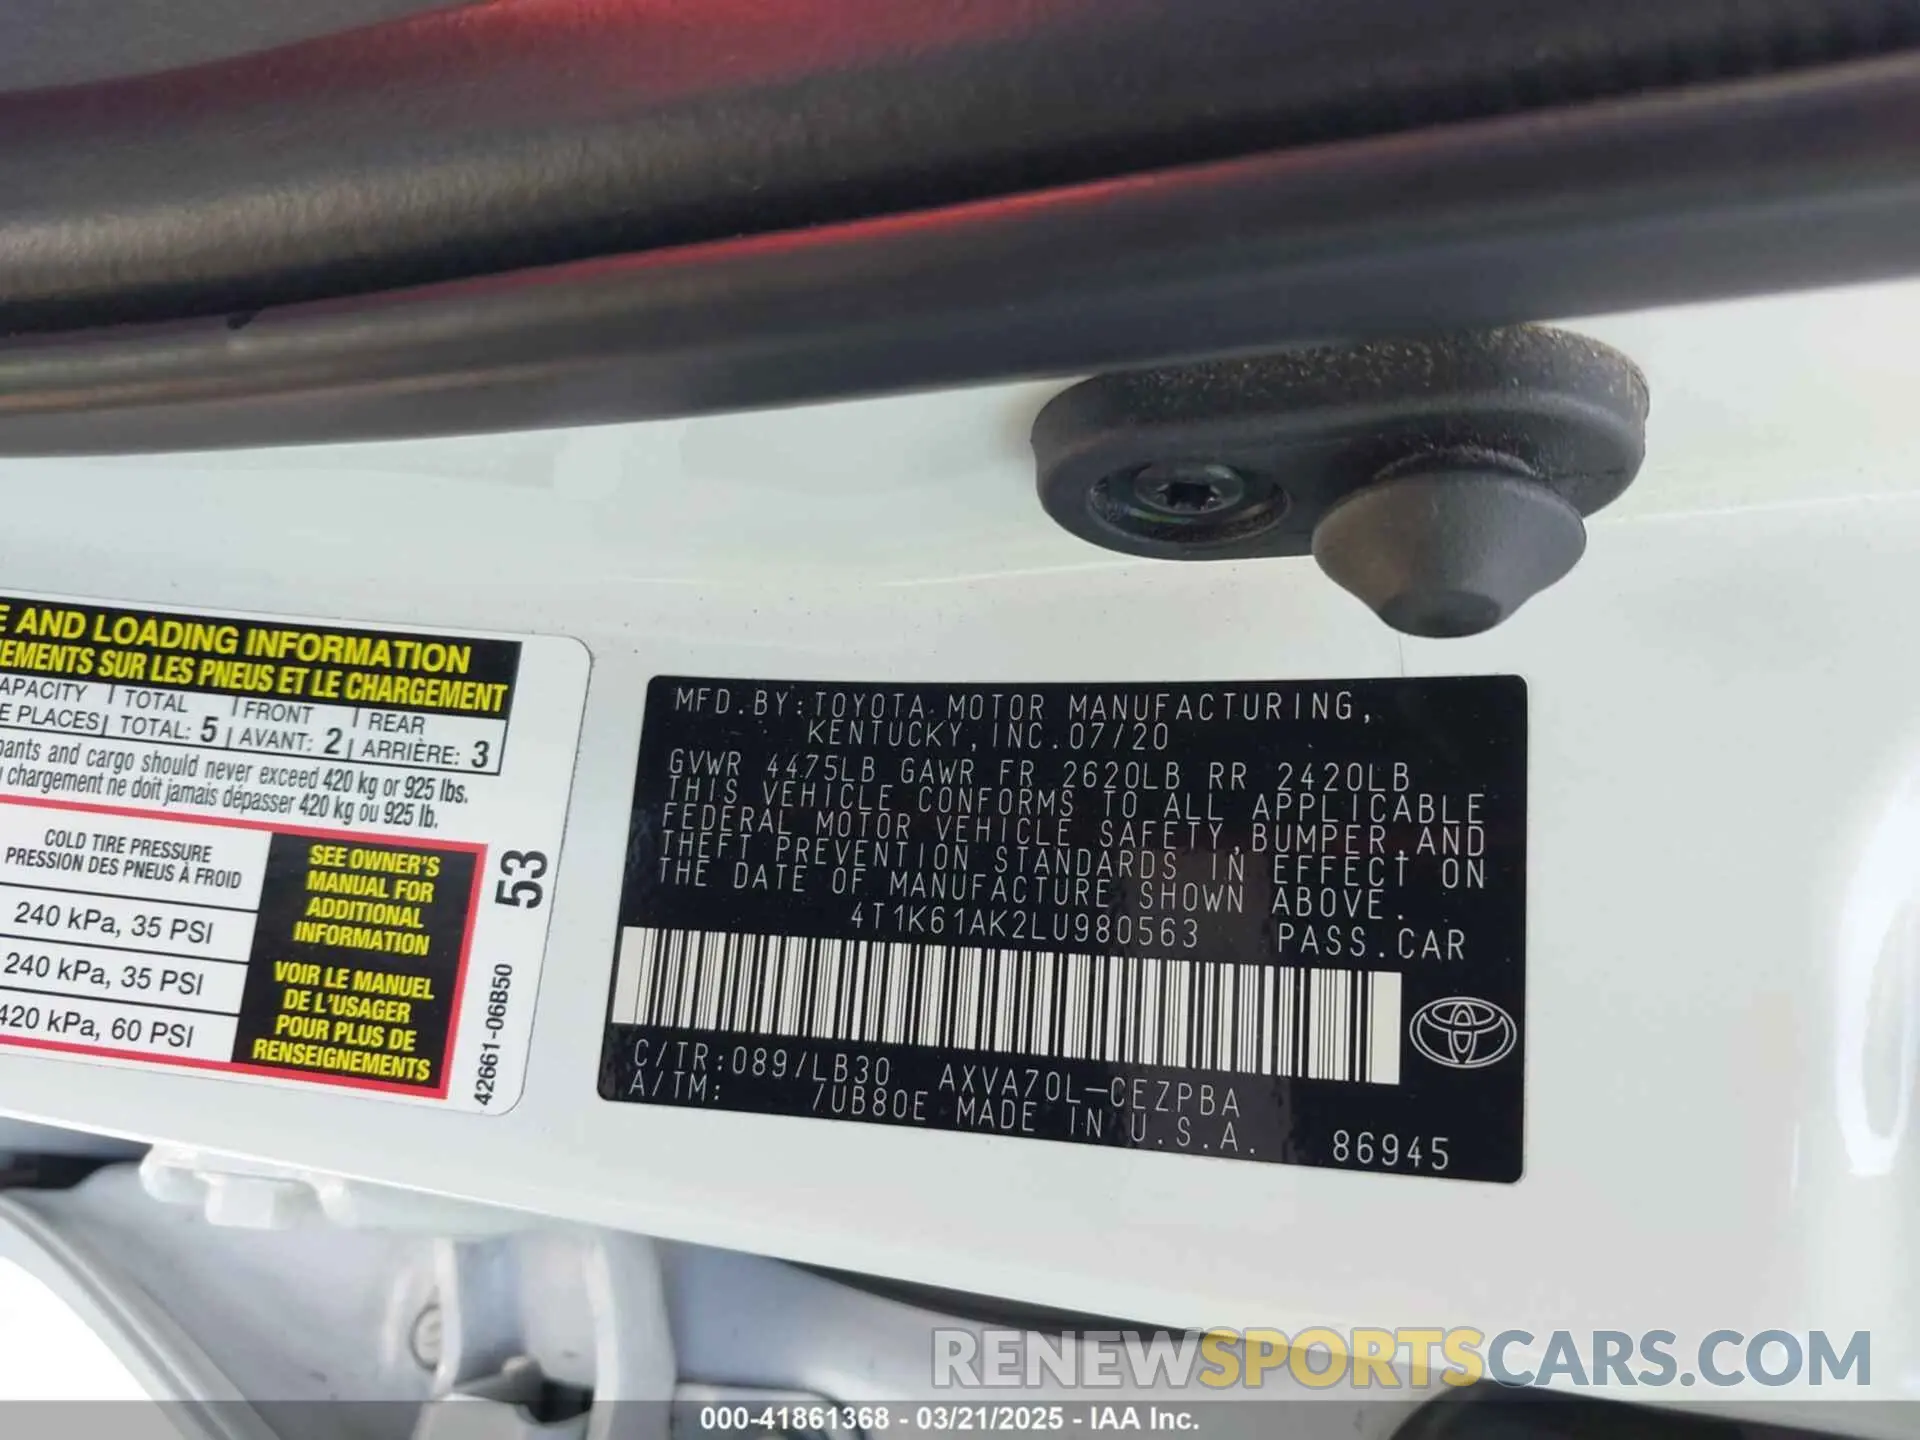 E AND LOADING INFORMATION
EMENTS SUR LES PNEUS ET LE CHARGEMENT
APACITY TOTAL FRONT REAR
E PLACES TOTAL: 5 AVANT: 2 ARRIÈRE: 3
pants and cargo should never exceed 420 kg or 925 lbs.
chargement ne doit jamais dépasser 420 kg ou 925 lb.
COLD TIRE PRESSURE
PRESSION DES PNEUS À FROID
240 kPa, 35 PSI
240 kPa, 35 PSI
420 kPa, 60 PSI
SEE OWNER'S
MANUAL FOR
ADDITIONAL
INFORMATION
VOIR LE MANUEL
DE L'USAGER
POUR PLUS DE
RENSEIGNEMENTS
53
42661-06B50
MFD.BY:TOYOTA MOTOR MANUFACTURING,
KENTUCKY,INC.07/20
GVWR 4475LB GAWR FR 2620LB RR 2420LB
THIS VEHICLE CONFORMS TO ALL APPLICABLE
FEDERAL MOTOR VEHICLE SAFETY,BUMPER,AND
THEFT PREVENTION STANDARDS IN EFFECT ON
THE DATE OF MANUFACTURE SHOWN ABOVE.
4T1K61AK2LU980563 PASS.CAR
C/TR:089/LB30 AXVA70L-CEZPBA
A/TM: /UB80E MADE IN U.S.A.
86945
RENEWSPORTSCARS.COM
000-41861368 - 03/21/2025 - IAA Inc.